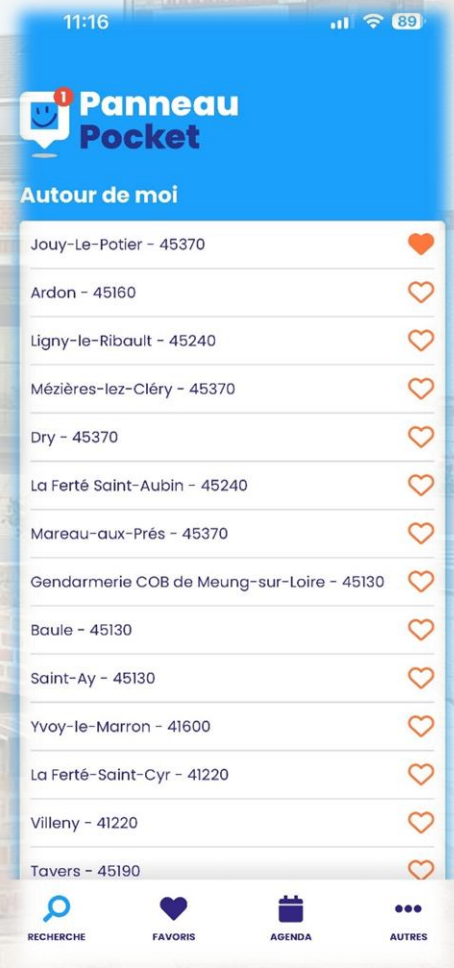 11:16
89
1
Panneau
Pocket
Autour de moi
Jouy-Le-Potier - 45370
Ardon - 45160
Ligny-le-Ribault - 45240
Mézières-lez-Cléry - 45370
Dry - 45370
La Ferté Saint-Aubin - 45240
Mareau-aux-Prés - 45370
Gendarmerie COB de Meung-sur-Loire - 45130
Baule - 45130
Saint-Ay - 45130
Yvoy-le-Marron - 41600
La Ferté-Saint-Cyr - 41220
Villeny - 41220
Tavers - 45190
RECHERCHE
FAVORIS
AGENDA
AUTRES